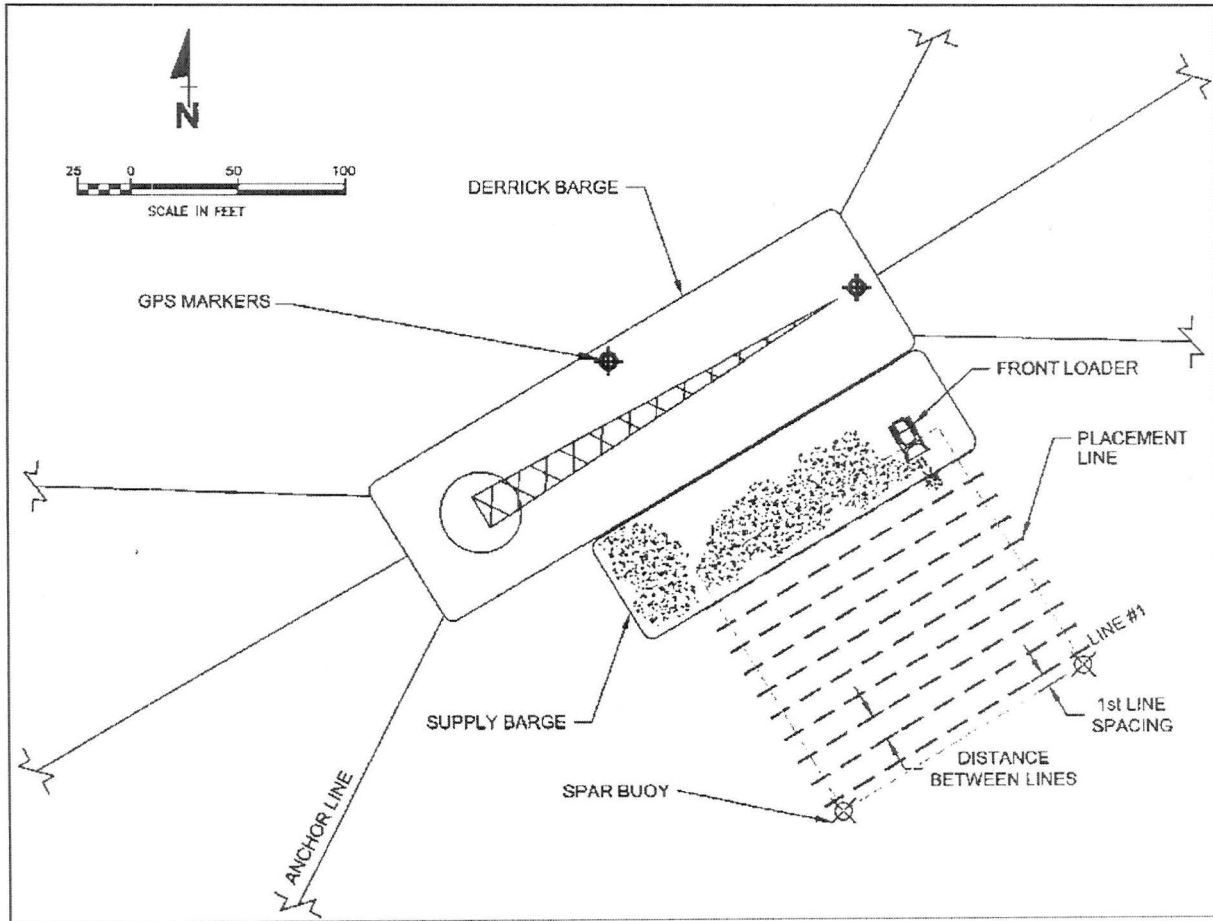 N
25 0 50 100
SCALE IN FEET
DERRICK BARGE
GPS MARKERS
FRONT LOADER
PLACEMENT
LINE
LINE #1
1st LINE
SPACING
SUPPLY BARGE
DISTANCE
BETWEEN LINES
SPAR BUOY
ANCHOR LINE